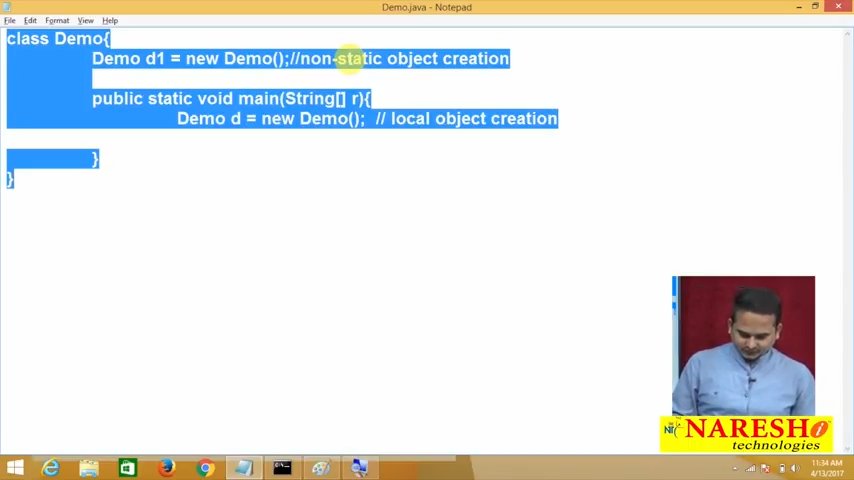 Demo.java - Notepad
File Edit Format View Help
class Demo{
Demo d1 = new Demo();//non-static object creation
public static void main(String[] r){
Demo d = new Demo(); // local object creation
}
}
NARESH i
technologies
11:34 AM
4/13/2017